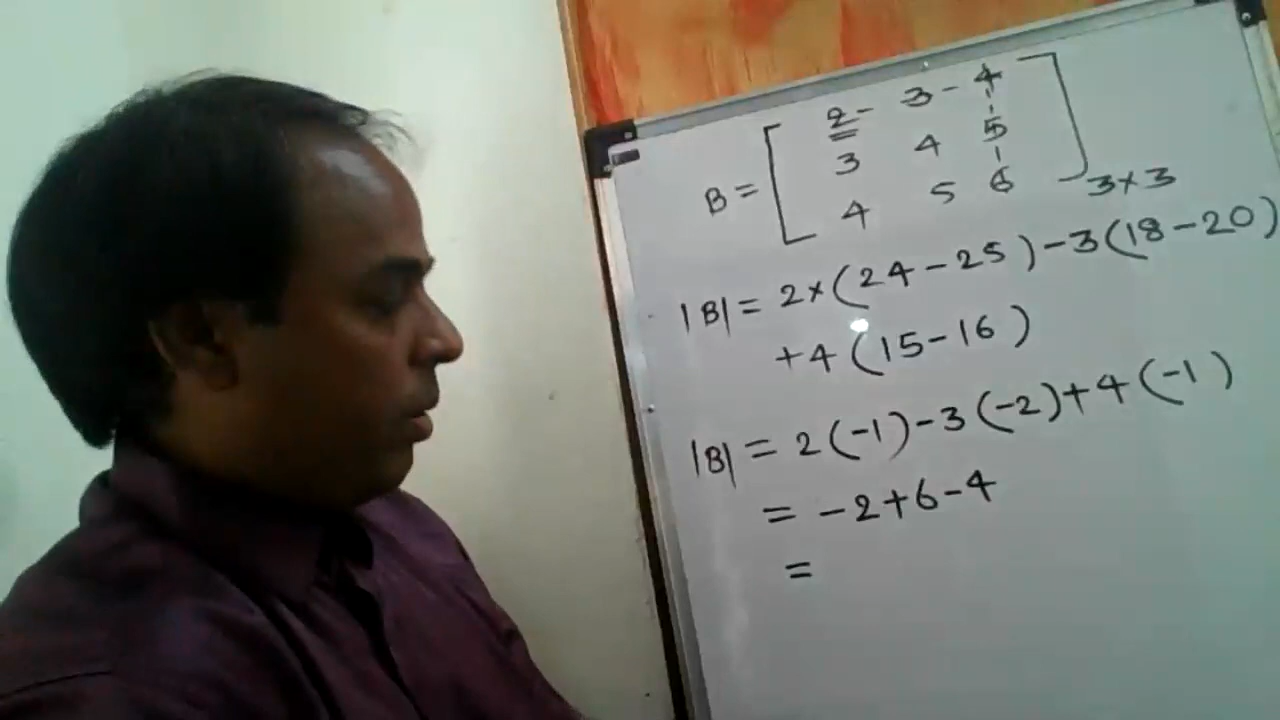 B = [ 2 3 4
3 4 5
4 5 6 ] 3×3
|B| = 2×(24-25)-3(18-20)
+4(15-16)
|B| = 2(-1)-3(-2)+4(-1)
= -2+6-4
=